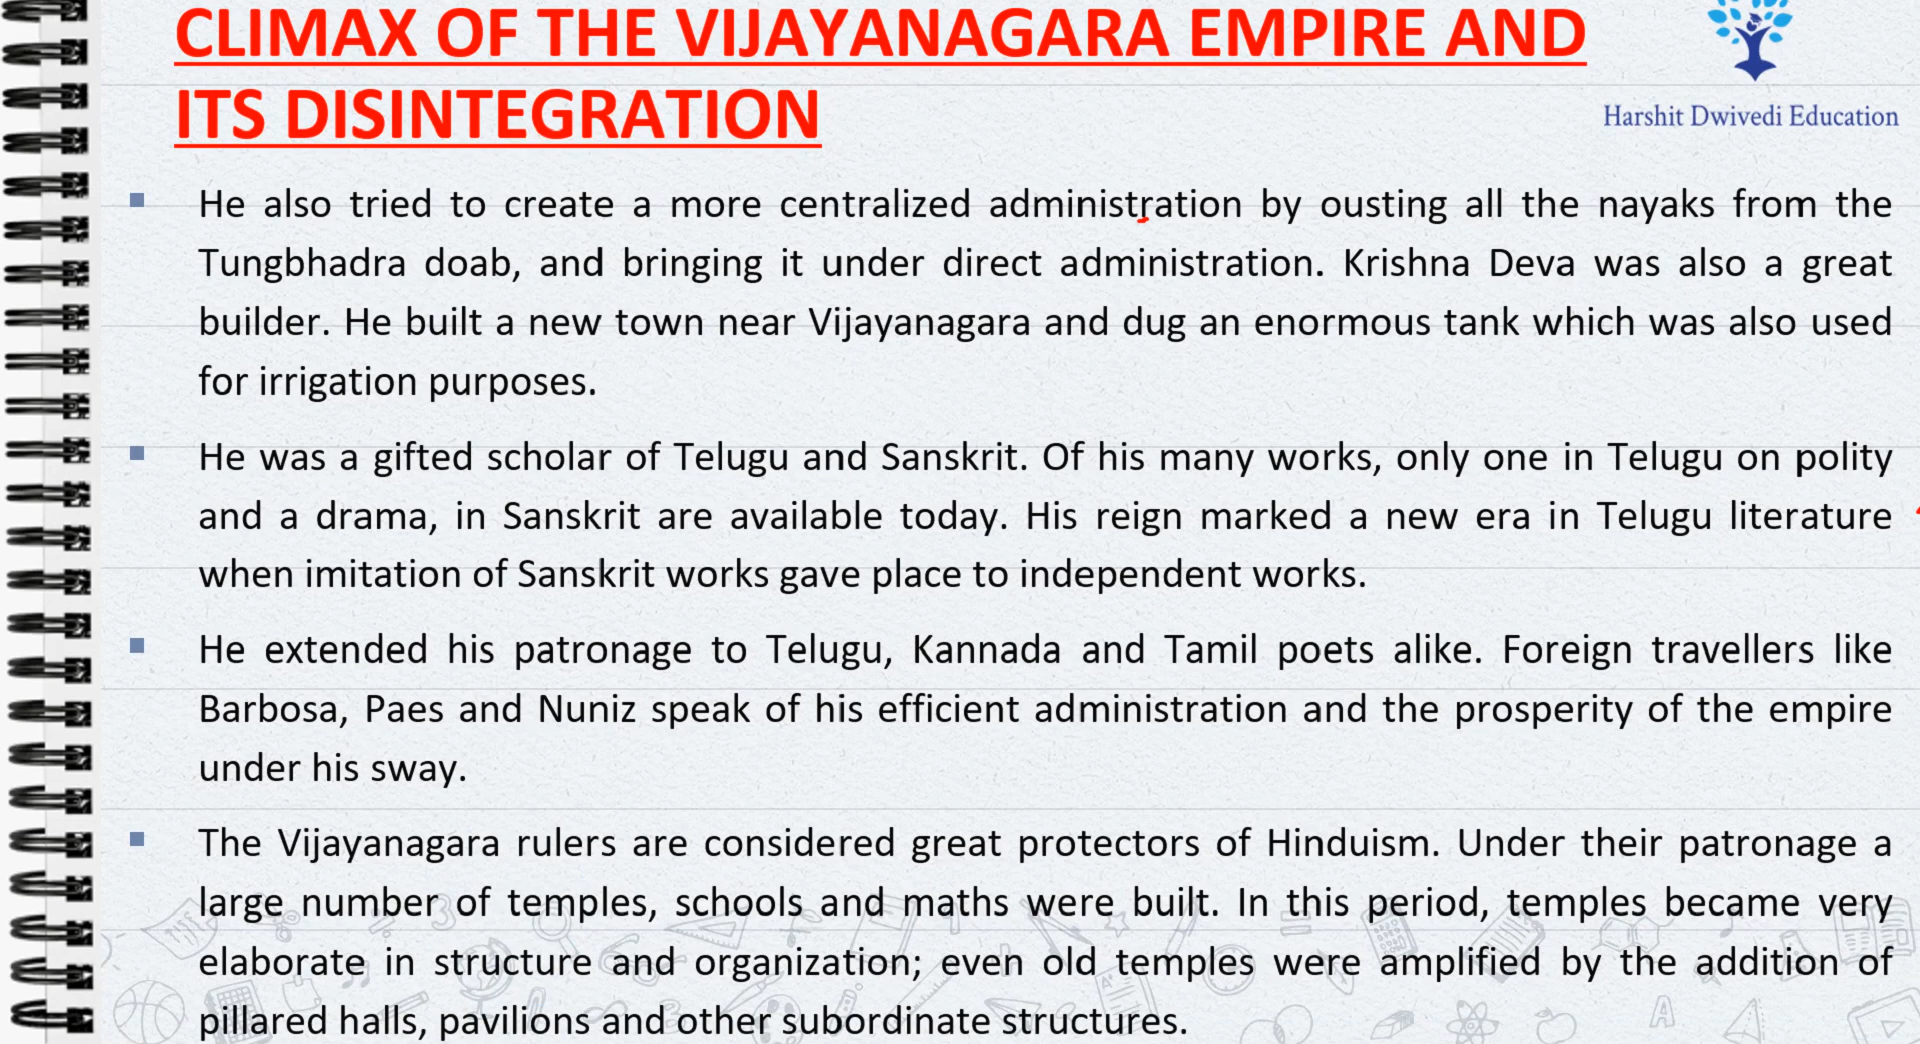 CLIMAX OF THE VIJAYANAGARA EMPIRE AND
ITS DISINTEGRATION
Harshit Dwivedi Education
He also tried to create a more centralized administration by ousting all the nayaks from the
Tungbhadra doab, and bringing it under direct administration. Krishna Deva was also a great
builder. He built a new town near Vijayanagara and dug an enormous tank which was also used
for irrigation purposes.
He was a gifted scholar of Telugu and Sanskrit. Of his many works, only one in Telugu on polity
and a drama, in Sanskrit are available today. His reign marked a new era in Telugu literature
when imitation of Sanskrit works gave place to independent works.
He extended his patronage to Telugu, Kannada and Tamil poets alike. Foreign travellers like
Barbosa, Paes and Nuniz speak of his efficient administration and the prosperity of the empire
under his sway.
The Vijayanagara rulers are considered great protectors of Hinduism. Under their patronage a
large number of temples, schools and maths were built. In this period, temples became very
elaborate in structure and organization; even old temples were amplified by the addition of
pillared halls, pavilions and other subordinate structures.